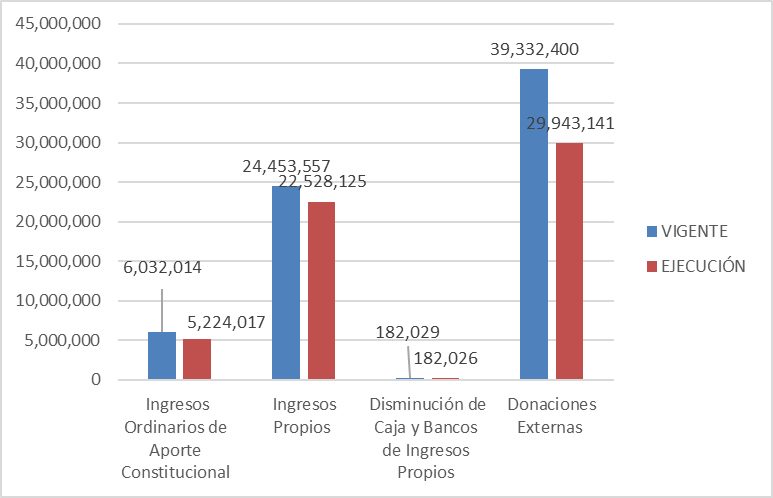 45,000,000
40,000,000
35,000,000
30,000,000
25,000,000
20,000,000
15,000,000
10,000,000
5,000,000
0
6,032,014
5,224,017
24,453,557
22,528,125
182,029
182,026
39,332,400
29,943,141
Ingresos
Ordinarios de
Aporte
Constitucional
Ingresos
Propios
Disminución de
Caja y Bancos
de Ingresos
Propios
Donaciones
Externas
VIGENTE
EJECUCIÓN